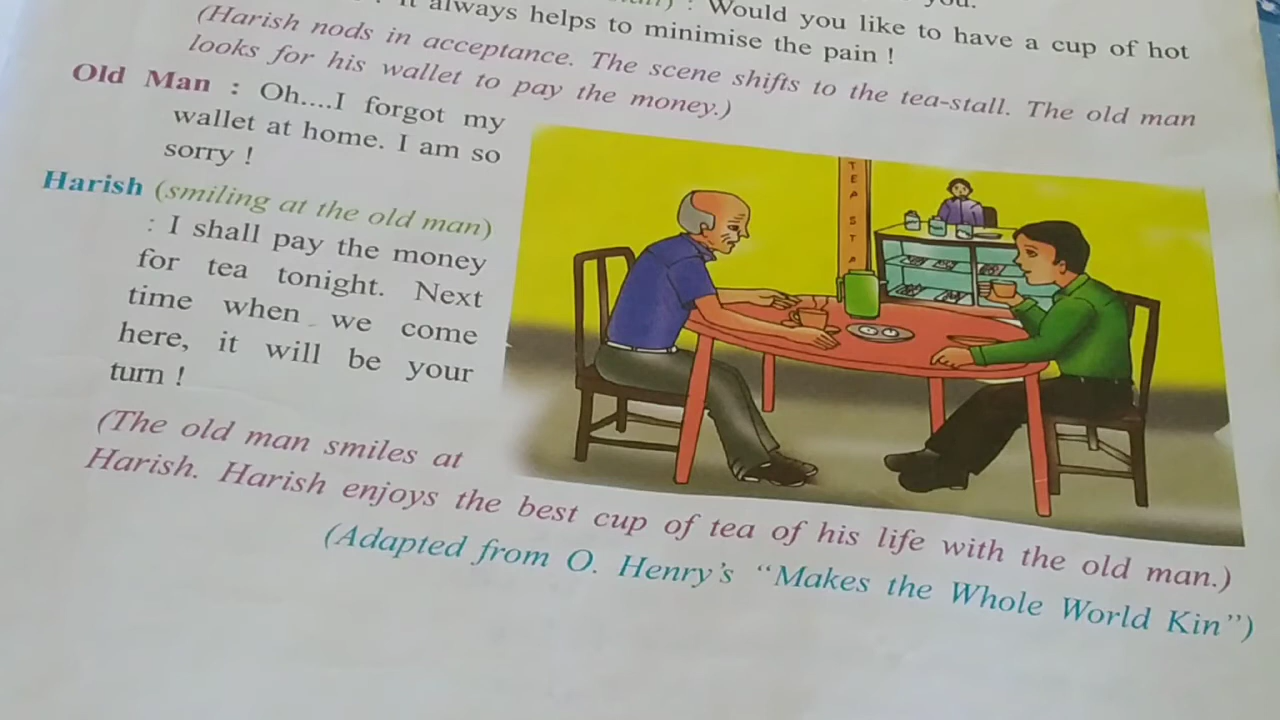 you.
: Would you like to have a cup of hot
It always helps to minimise the pain !
(Harish nods in acceptance. The scene shifts to the tea-stall. The old man
looks for his wallet to pay the money.)
Old Man : Oh....I forgot my
wallet at home. I am so
sorry !
Harish (smiling at the old man)
: I shall pay the money
for tea tonight. Next
time when we come
here, it will be your
turn !
(The old man smiles at
Harish. Harish enjoys the best cup of tea of his life with the old man.)
(Adapted from O. Henry's "Makes the Whole World Kin")
TEA STA